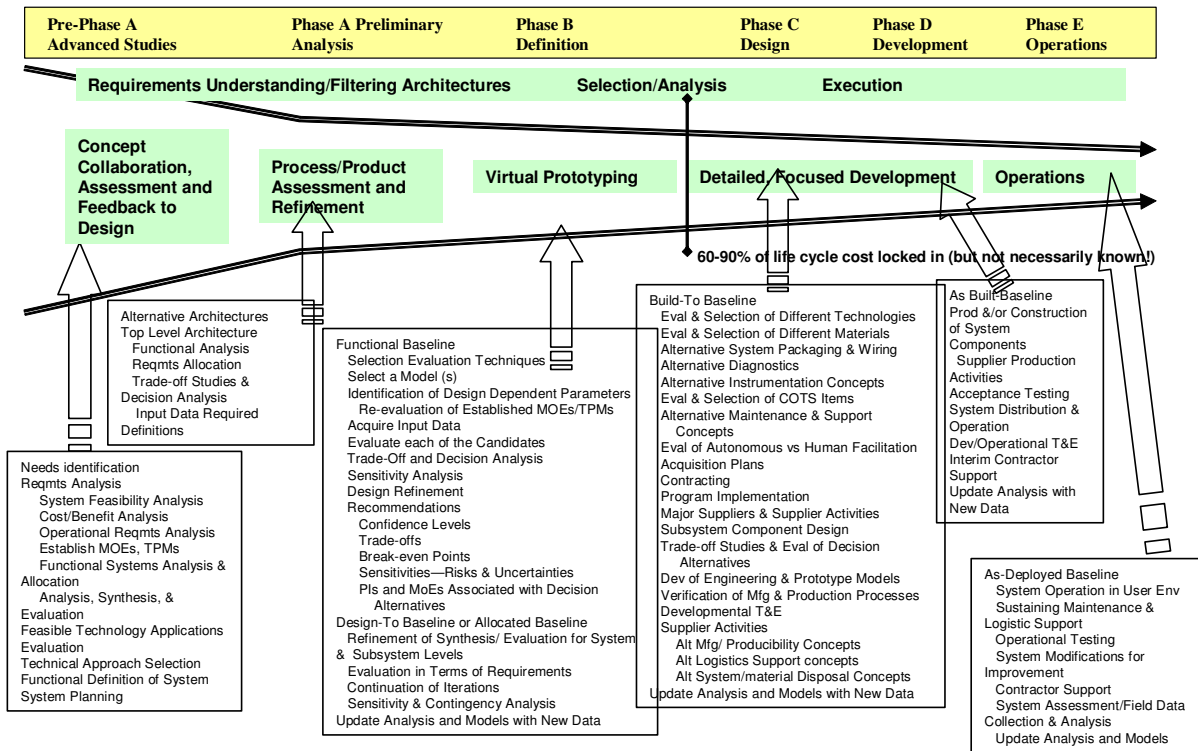 Pre-Phase A
Advanced Studies
Phase A Preliminary
Analysis
Phase B
Definition
Phase C
Design
Phase D
Development
Phase E
Operations
Requirements Understanding/Filtering Architectures
Selection/Analysis
Execution
Concept
Collaboration,
Assessment and
Feedback to
Design
Process/Product
Assessment and
Refinement
Virtual Prototyping
Detailed, Focused Development
Operations
60-90% of life cycle cost locked in (but not necessarily known!)
Needs identification
Reqmts Analysis
System Feasibility Analysis
Cost/Benefit Analysis
Operational Reqmts Analysis
Establish MOEs, TPMs
Functional Systems Analysis &
Allocation
Analysis, Synthesis, &
Evaluation
Feasible Technology Applications
Evaluation
Technical Approach Selection
Functional Definition of System
System Planning
Alternative Architectures
Top Level Architecture
Functional Analysis
Reqmts Allocation
Trade-off Studies &
Decision Analysis
Input Data Required
Definitions
Functional Baseline
Selection Evaluation Techniques
Select a Model (s)
Identification of Design Dependent Parameters
Re-evaluation of Established MOEs/TPMs
Acquire Input Data
Evaluate each of the Candidates
Trade-Off and Decision Analysis
Sensitivity Analysis
Design Refinement
Recommendations
Confidence Levels
Trade-offs
Break-even Points
Sensitivities—Risks & Uncertainties
PIs and MoEs Associated with Decision
Alternatives
Design-To Baseline or Allocated Baseline
Refinement of Synthesis/ Evaluation for System
& Subsystem Levels
Evaluation in Terms of Requirements
Continuation of Iterations
Sensitivity & Contingency Analysis
Update Analysis and Models with New Data
Build-To Baseline
Eval & Selection of Different Technologies
Eval & Selection of Different Materials
Alternative System Packaging & Wiring
Alternative Diagnostics
Alternative Instrumentation Concepts
Eval & Selection of COTS Items
Alternative Maintenance & Support
Concepts
Eval of Autonomous vs Human Facilitation
Acquisition Plans
Contracting
Program Implementation
Major Suppliers & Supplier Activities
Subsystem Component Design
Trade-off Studies & Eval of Decision
Alternatives
Dev of Engineering & Prototype Models
Verification of Mfg & Production Processes
Developmental T&E
Supplier Activities
Alt Mfg/ Producibility Concepts
Alt Logistics Support concepts
Alt System/material Disposal Concepts
Update Analysis and Models with New Data
As Built-Baseline
Prod &/or Construction
of System
Components
Supplier Production
Activities
Acceptance Testing
System Distribution &
Operation
Dev/Operational T&E
Interim Contractor
Support
Update Analysis with
New Data
As-Deployed Baseline
System Operation in User Env
Sustaining Maintenance &
Logistic Support
Operational Testing
System Modifications for
Improvement
Contractor Support
System Assessment/Field Data
Collection & Analysis
Update Analysis and Models